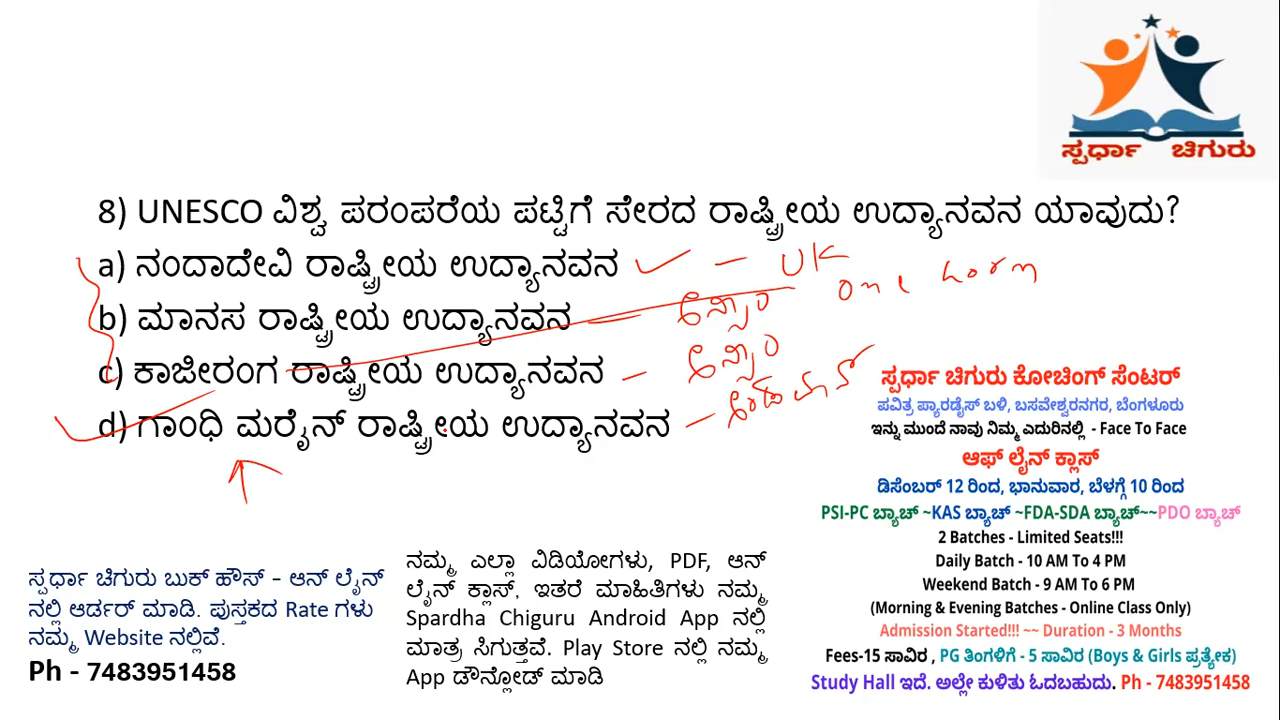 ಸ್ಪರ್ಧಾ ಚಿಗುರು
8) UNESCO ವಿಶ್ವ ಪರಂಪರೆಯ ಪಟ್ಟಿಗೆ ಸೇರದ ರಾಷ್ಟ್ರೀಯ ಉದ್ಯಾನವನ ಯಾವುದು?
a) ನಂದಾದೇವಿ ರಾಷ್ಟ್ರೀಯ ಉದ್ಯಾನವನ - UK
b) ಮಾನಸ ರಾಷ್ಟ್ರೀಯ ಉದ್ಯಾನವನ ಅಸ್ಸಾಂ one horn
c) ಕಾಜೀರಂಗ ರಾಷ್ಟ್ರೀಯ ಉದ್ಯಾನವನ - ಅಸ್ಸಾಂ
d) ಗಾಂಧಿ ಮರೈನ್ ರಾಷ್ಟ್ರೀಯ ಉದ್ಯಾನವನ -
ಸ್ಪರ್ಧಾ ಚಿಗುರು ಕೋಚಿಂಗ್ ಸೆಂಟರ್
ಪವಿತ್ರ ಪ್ಯಾರಡೈಸ್ ಬಳಿ, ಬಸವೇಶ್ವರನಗರ, ಬೆಂಗಳೂರು
ಇನ್ನು ಮುಂದೆ ನಾವು ನಿಮ್ಮ ಎದುರಿನಲ್ಲಿ - Face To Face
ಆಫ್ ಲೈನ್ ಕ್ಲಾಸ್
ಡಿಸೆಂಬರ್ 12 ರಿಂದ, ಭಾನುವಾರ, ಬೆಳಗ್ಗೆ 10 ರಿಂದ
PSI-PC ಬ್ಯಾಚ್ ~KAS ಬ್ಯಾಚ್ ~FDA-SDA ಬ್ಯಾಚ್~~PDO ಬ್ಯಾಚ್
2 Batches - Limited Seats!!!
Daily Batch - 10 AM To 4 PM
Weekend Batch - 9 AM To 6 PM
(Morning & Evening Batches - Online Class Only)
Admission Started!!! ~~ Duration - 3 Months
Fees-15 ಸಾವಿರ , PG ತಿಂಗಳಿಗೆ - 5 ಸಾವಿರ (Boys & Girls ಪ್ರತ್ಯೇಕ)
Study Hall ಇದೆ. ಅಲ್ಲೇ ಕುಳಿತು ಓದಬಹುದು. Ph - 7483951458
ಸ್ಪರ್ಧಾ ಚಿಗುರು ಬುಕ್ ಹೌಸ್ – ಆನ್ ಲೈನ್
ನಲ್ಲಿ ಆರ್ಡರ್ ಮಾಡಿ. ಪುಸ್ತಕದ Rate ಗಳು
ನಮ್ಮ Website ನಲ್ಲಿವೆ.
Ph - 7483951458
ನಮ್ಮ ಎಲ್ಲಾ ವಿಡಿಯೋಗಳು, PDF, ಆನ್
ಲೈನ್ ಕ್ಲಾಸ್, ಇತರೆ ಮಾಹಿತಿಗಳು ನಮ್ಮ
Spardha Chiguru Android App ನಲ್ಲಿ
ಮಾತ್ರ ಸಿಗುತ್ತವೆ. Play Store ನಲ್ಲಿ ನಮ್ಮ
App ಡೌನ್ಲೋಡ್ ಮಾಡಿ